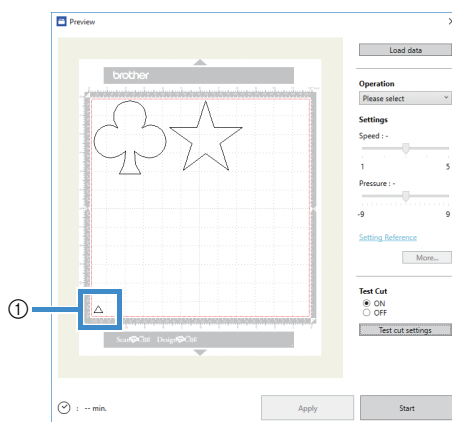 Preview
Load data
brother
Operation
Please select
Settings
Speed : -
1 5
Pressure : -
-9 9
Setting Reference
More...
Test Cut
ON
OFF
Test cut settings
①
ScanNCut DesignNCut
: -- min.
Apply
Start